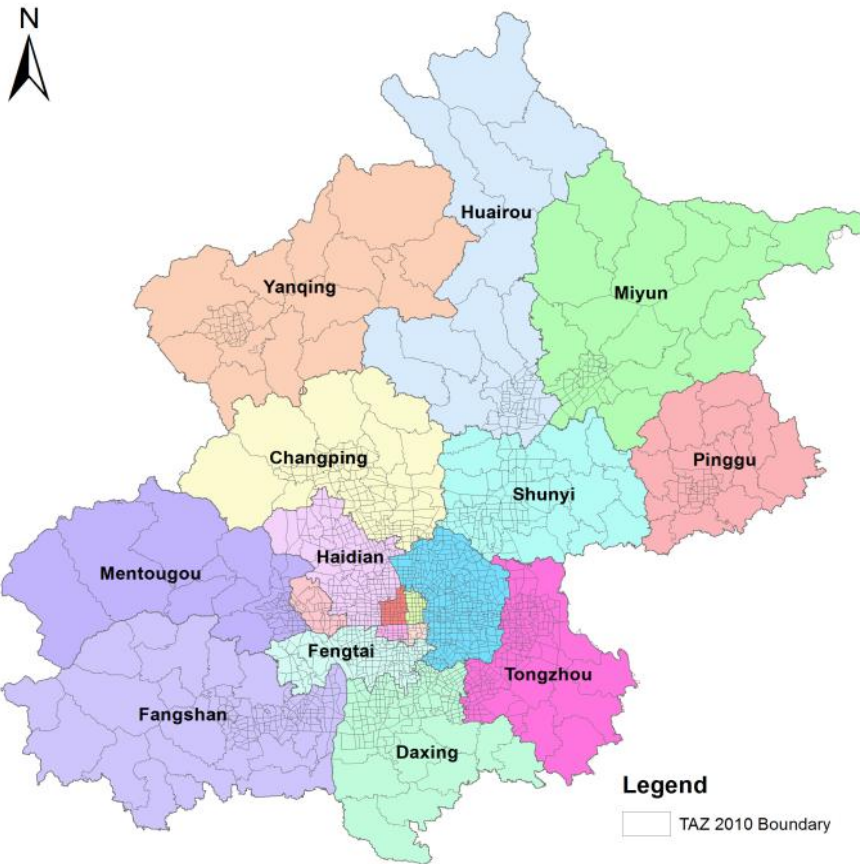 N
Huairou
Yanqing
Miyun
Changping
Pinggu
Shunyi
Haidian
Mentougou
Fengtai
Tongzhou
Fangshan
Daxing
Legend
TAZ 2010 Boundary